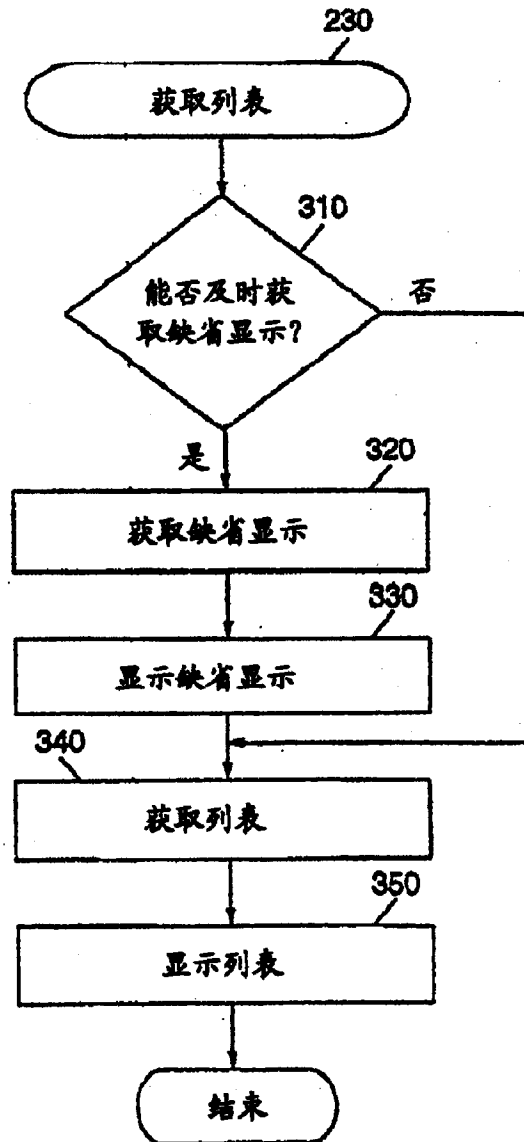 230
获取列表
310
能否及时获
取缺省显示？
否
是
320
获取缺省显示
330
显示缺省显示
340
获取列表
350
显示列表
结束